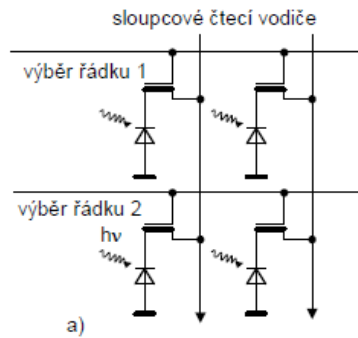 sloupcové čtecí vodiče
výběr řádku 1
výběr řádku 2
hν
a)